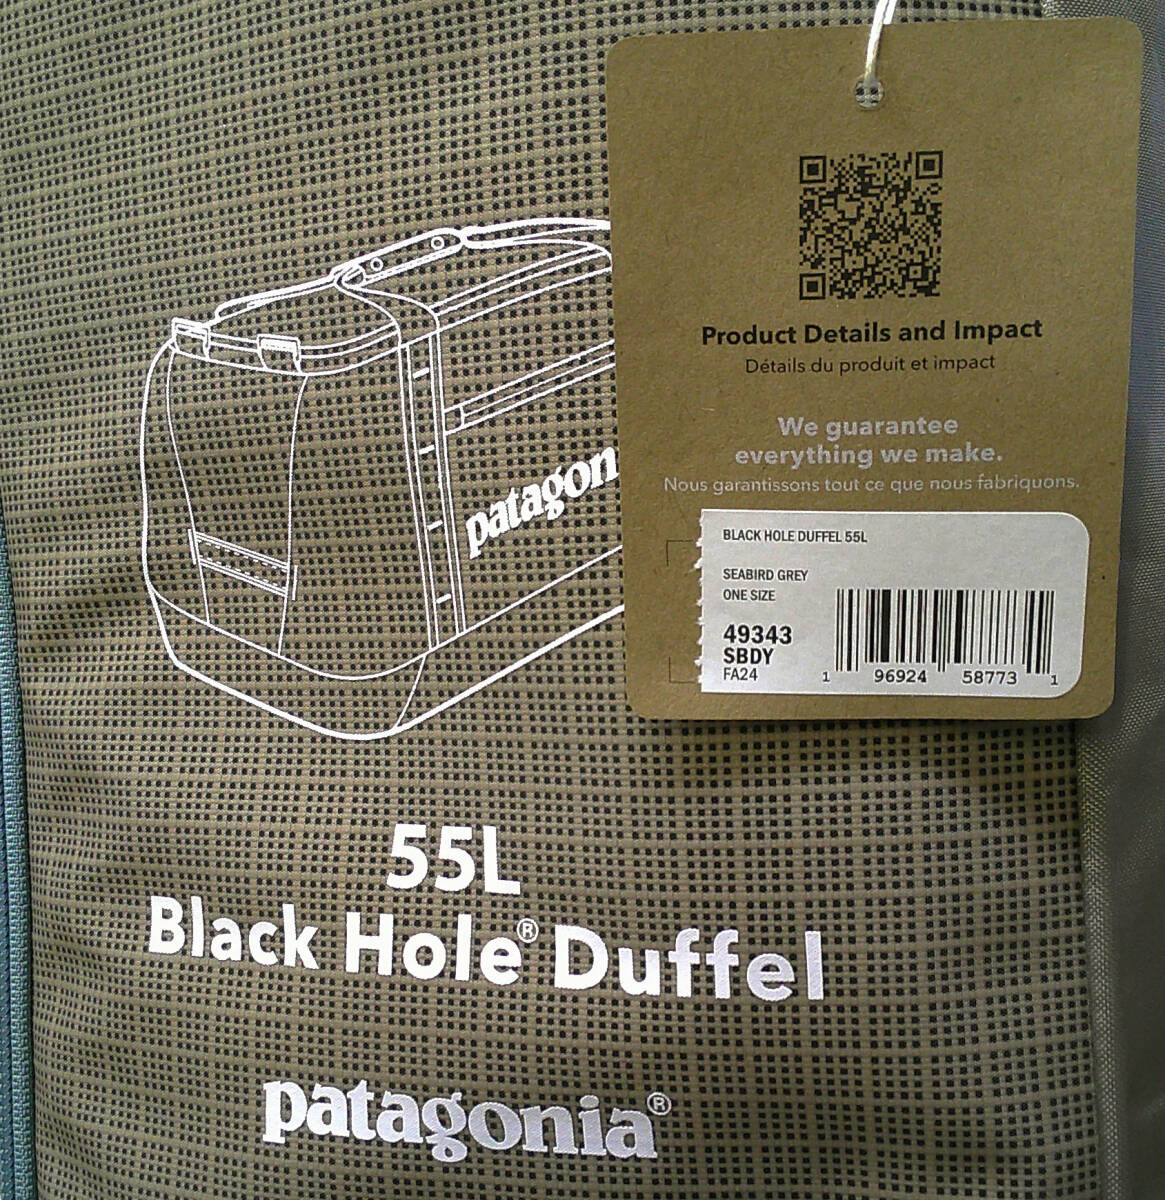 Product Details and Impact
Détails du produit et impact
We guarantee
everything we make.
Nous garantissons tout ce que nous fabriquons.
BLACK HOLE DUFFEL 55L
SEABIRD GREY
ONE SIZE
49343
SBDY
FA24
1 96924 58773 1
patagon
55L
Black Hole® Duffel
patagonia®